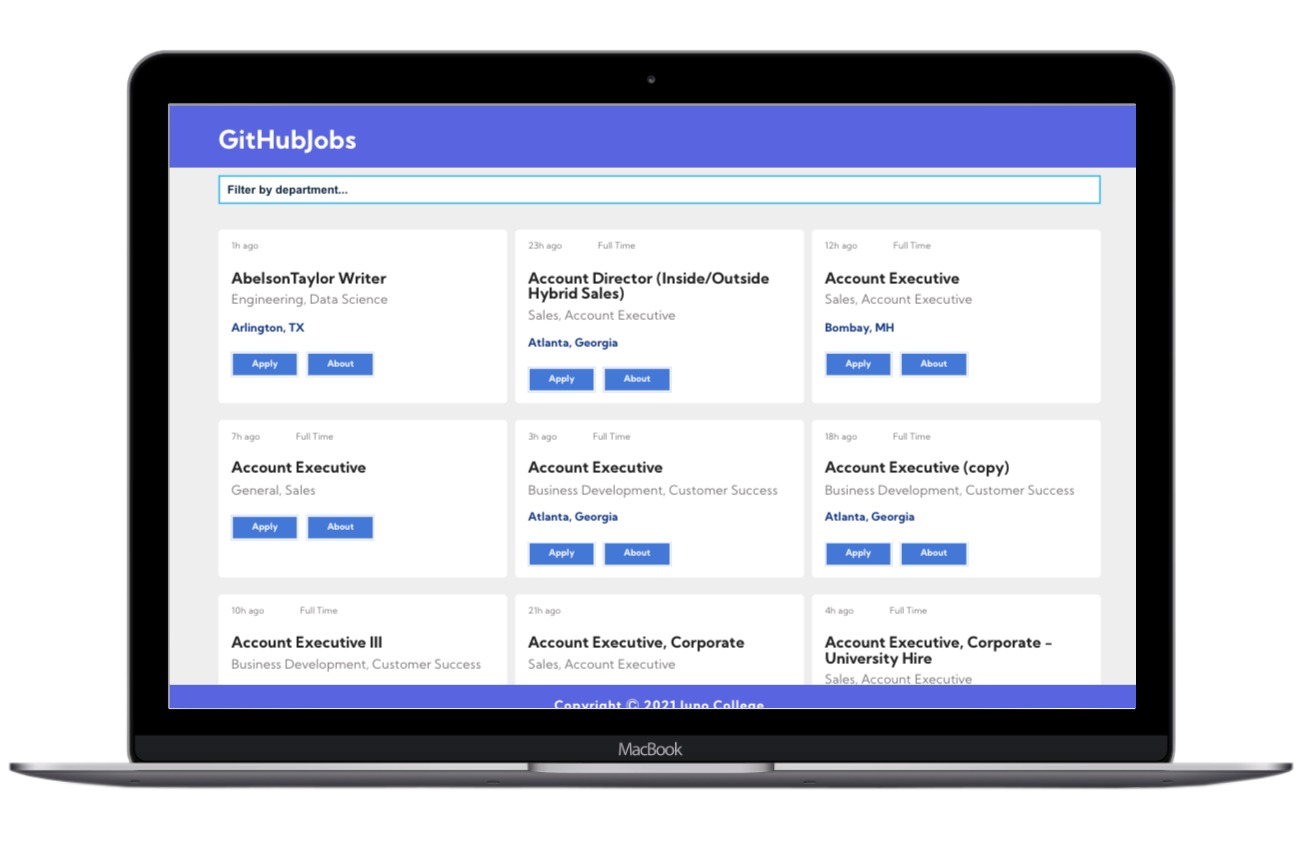 GitHubJobs
Filter by department...
1h ago
AbelsonTaylor Writer
Engineering, Data Science
Arlington, TX
Apply About
23h ago Full Time
Account Director (Inside/Outside
Hybrid Sales)
Sales, Account Executive
Atlanta, Georgia
Apply About
12h ago Full Time
Account Executive
Sales, Account Executive
Bombay, MH
Apply About
7h ago Full Time
Account Executive
General, Sales
Apply About
3h ago Full Time
Account Executive
Business Development, Customer Success
Atlanta, Georgia
Apply About
18h ago Full Time
Account Executive (copy)
Business Development, Customer Success
Atlanta, Georgia
Apply About
10h ago Full Time
Account Executive III
Business Development, Customer Success
21h ago
Account Executive, Corporate
Sales, Account Executive
4h ago Full Time
Account Executive, Corporate -
University Hire
Sales, Account Executive
Copyright © 2021 Juno College
MacBook